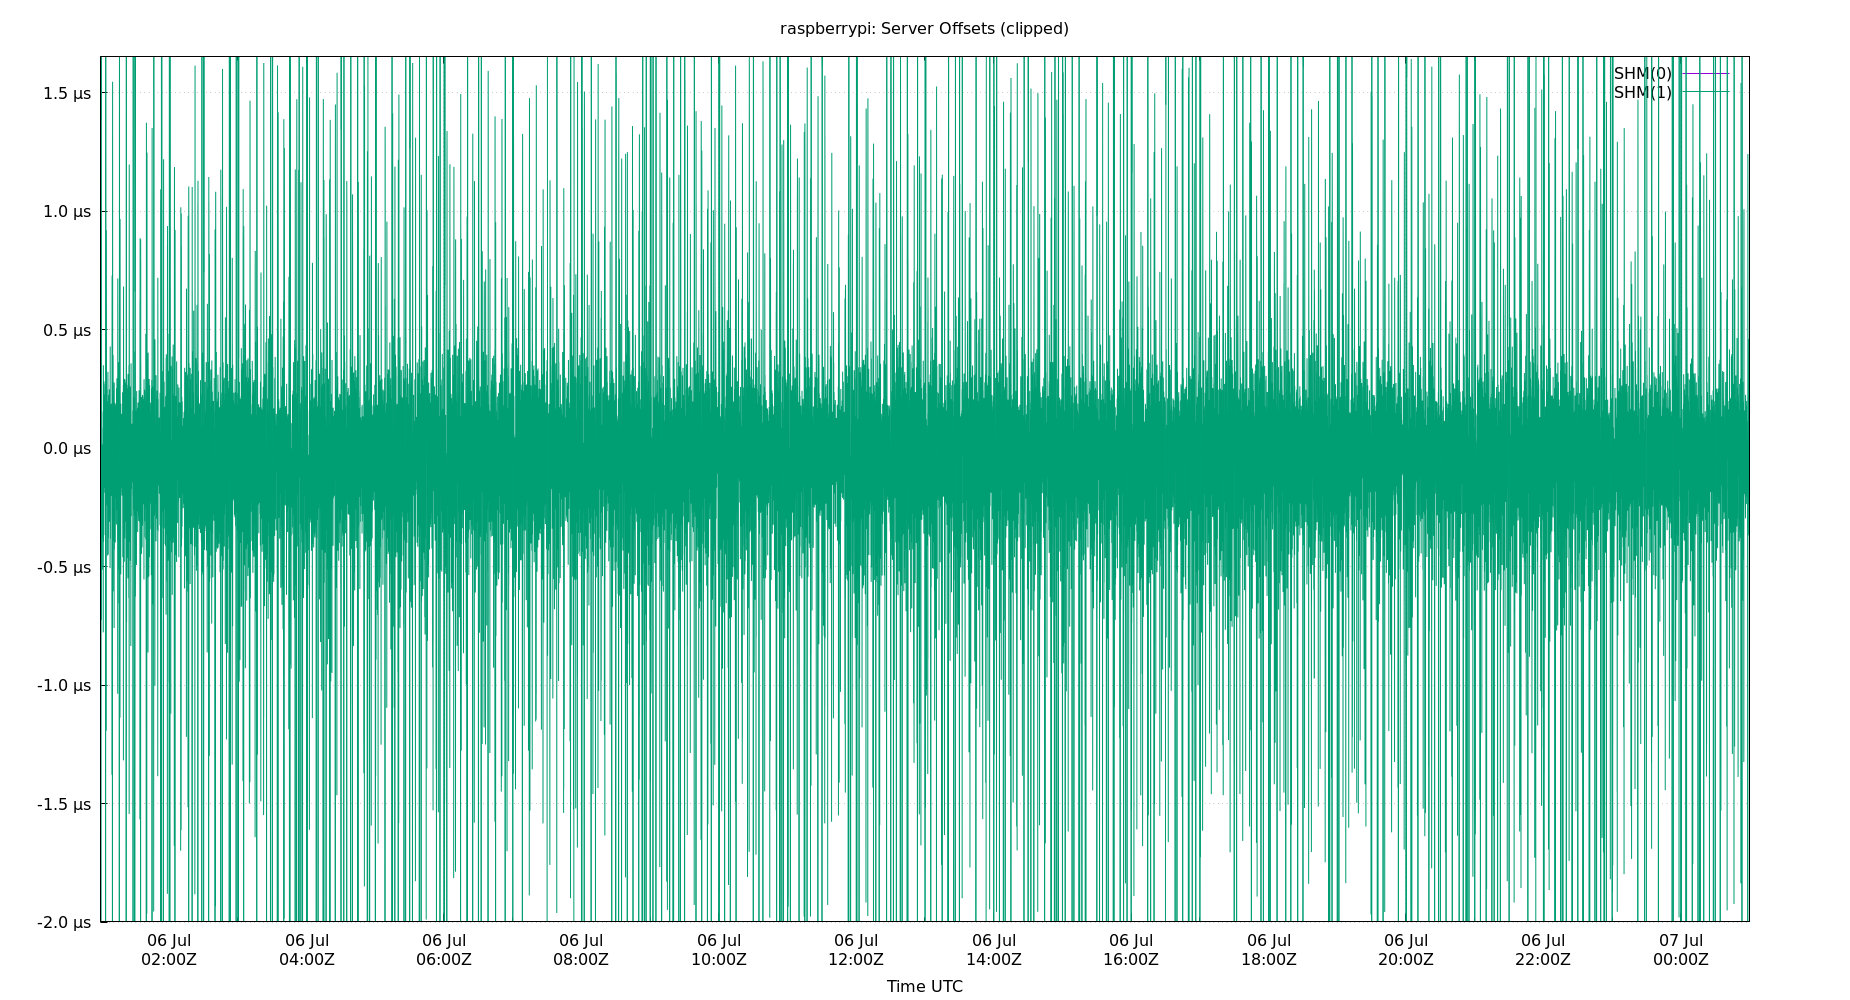 raspberrypi: Server Offsets (clipped)
SHM(0)
SHM(1)
1.5 µs
1.0 µs
0.5 µs
0.0 µs
-0.5 µs
-1.0 µs
-1.5 µs
-2.0 µs
06 Jul 06 Jul 06 Jul 06 Jul 06 Jul 06 Jul 06 Jul 06 Jul 06 Jul 06 Jul 06 Jul 07 Jul
02:00Z 04:00Z 06:00Z 08:00Z 10:00Z 12:00Z 14:00Z 16:00Z 18:00Z 20:00Z 22:00Z 00:00Z
Time UTC